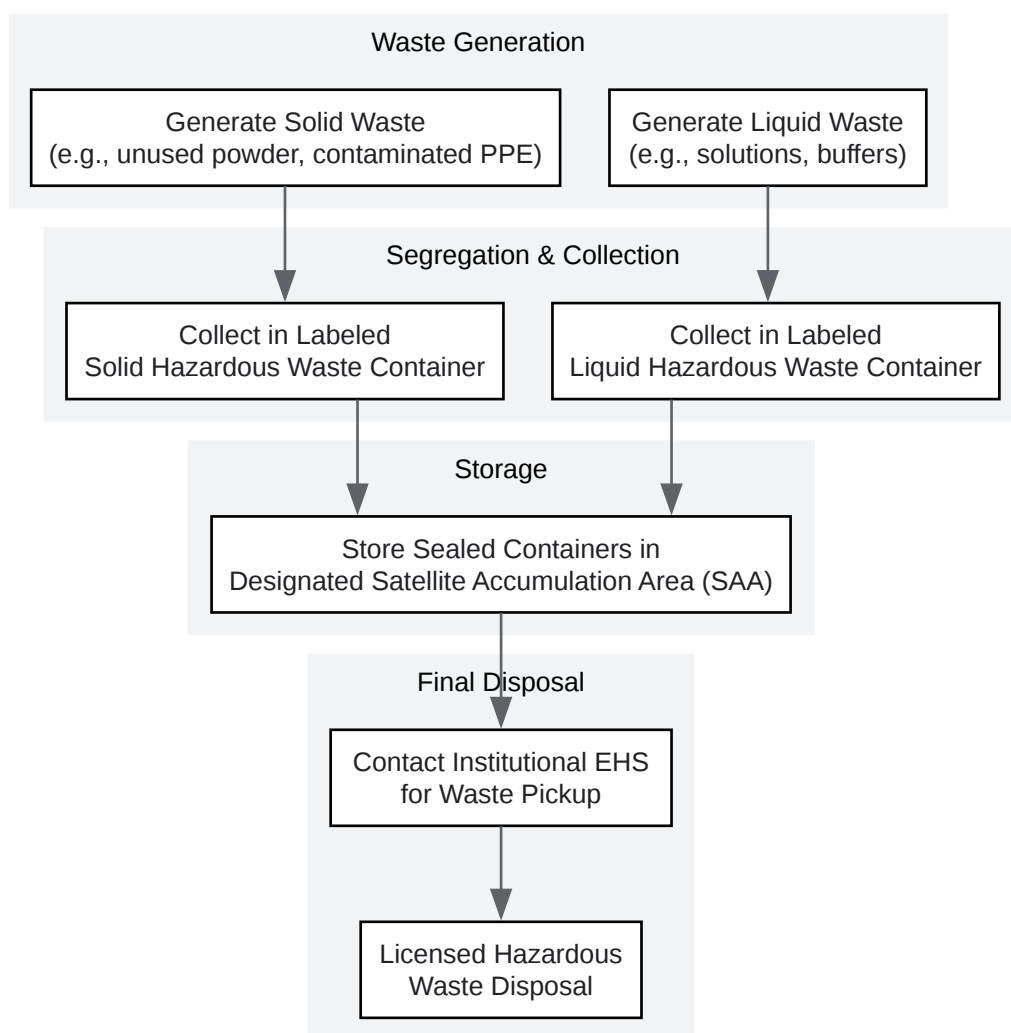 Waste Generation
Generate Solid Waste
(e.g., unused powder, contaminated PPE)
Generate Liquid Waste
(e.g., solutions, buffers)
Segregation & Collection
Collect in Labeled
Solid Hazardous Waste Container
Collect in Labeled
Liquid Hazardous Waste Container
Storage
Store Sealed Containers in
Designated Satellite Accumulation Area (SAA)
Final Disposal
Contact Institutional EHS
for Waste Pickup
Licensed Hazardous
Waste Disposal